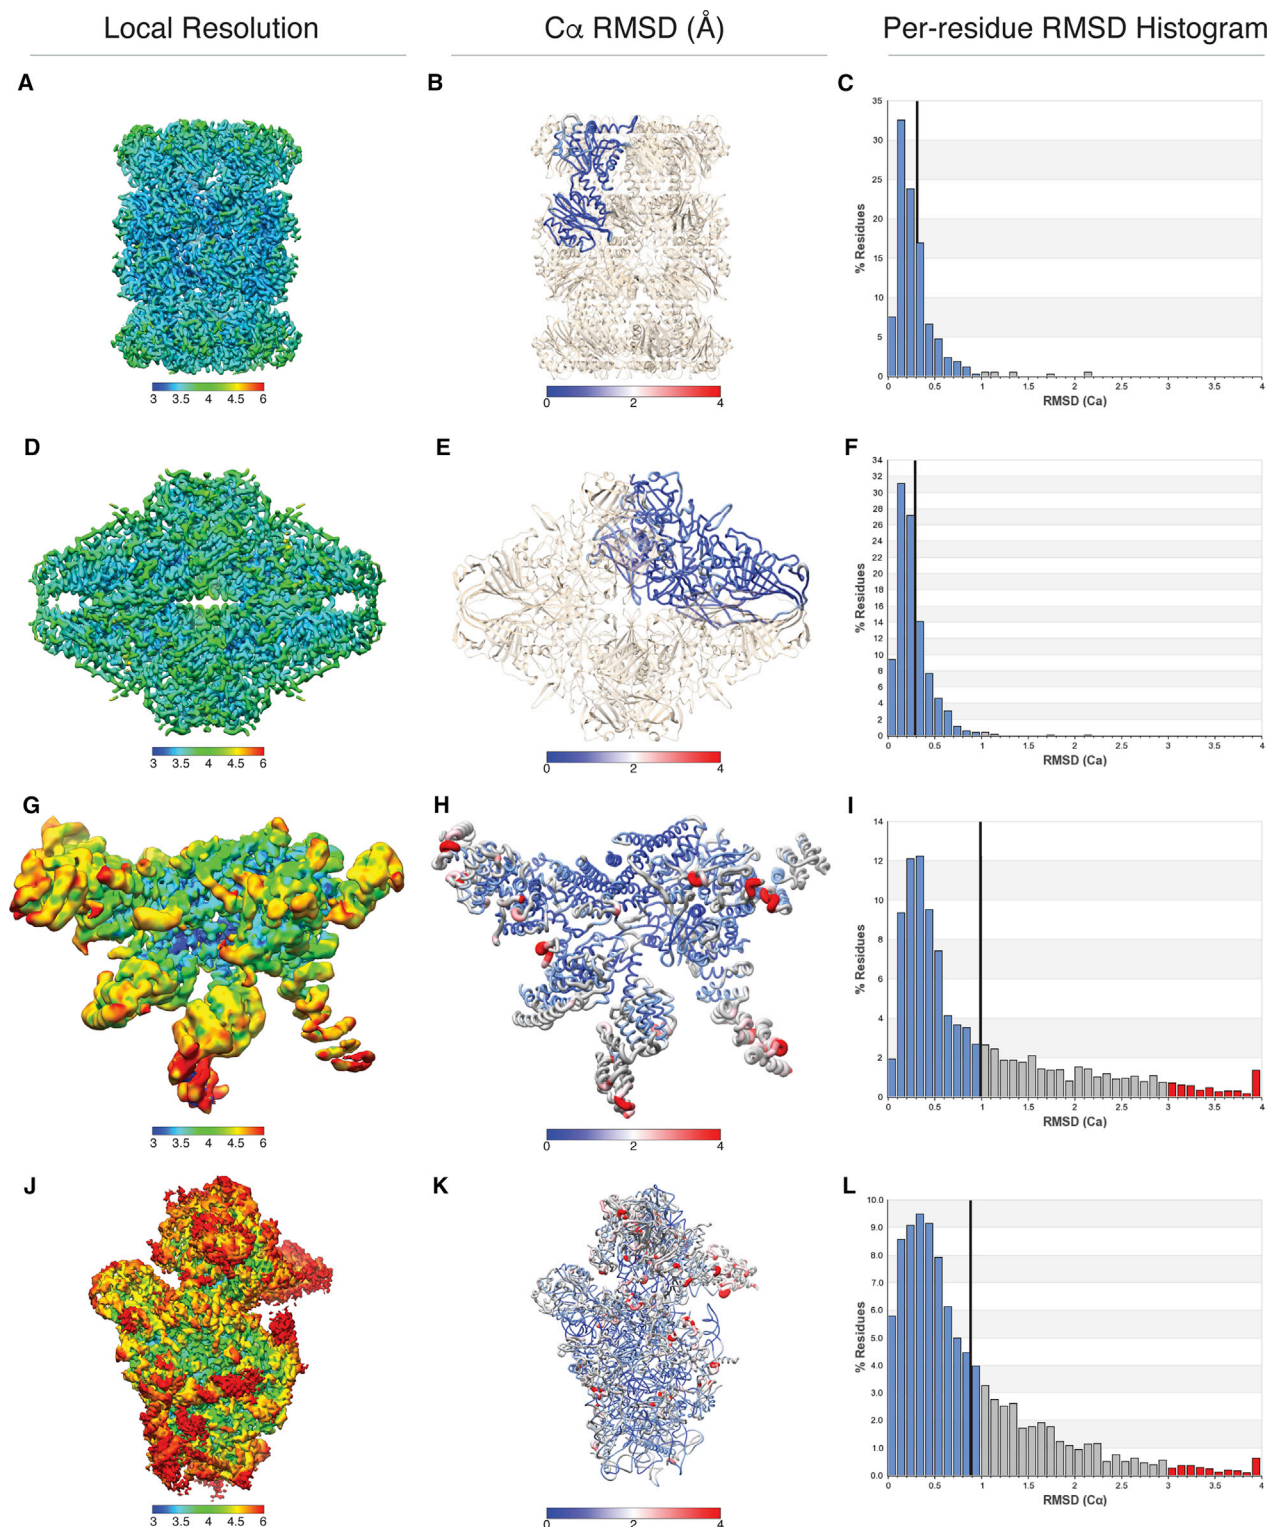 Local Resolution
Cα RMSD (Å)
Per-residue RMSD Histogram
A
B
C
35
30
25
20
15
10
5
0
% Residues
0 0.5 1 1.5 2 2.5 3 3.5 4
RMSD (Ca)
3 3.5 4 4.5 6
0 2 4
D
E
F
34
32
30
28
26
24
22
20
18
16
14
12
10
8
6
4
2
0
% Residues
0 0.5 1 1.5 2 2.5 3 3.5 4
RMSD (Ca)
3 3.5 4 4.5 6
0 2 4
G
H
I
14
12
10
8
6
4
2
0
% Residues
0 0.5 1 1.5 2 2.5 3 3.5 4
RMSD (Ca)
3 3.5 4 4.5 6
0 2 4
J
K
L
10.0
9.0
8.0
7.0
6.0
5.0
4.0
3.0
2.0
1.0
0.0
% Residues
0 0.5 1 1.5 2 2.5 3 3.5 4
RMSD (Cα)
3 3.5 4 4.5 6
0 2 4